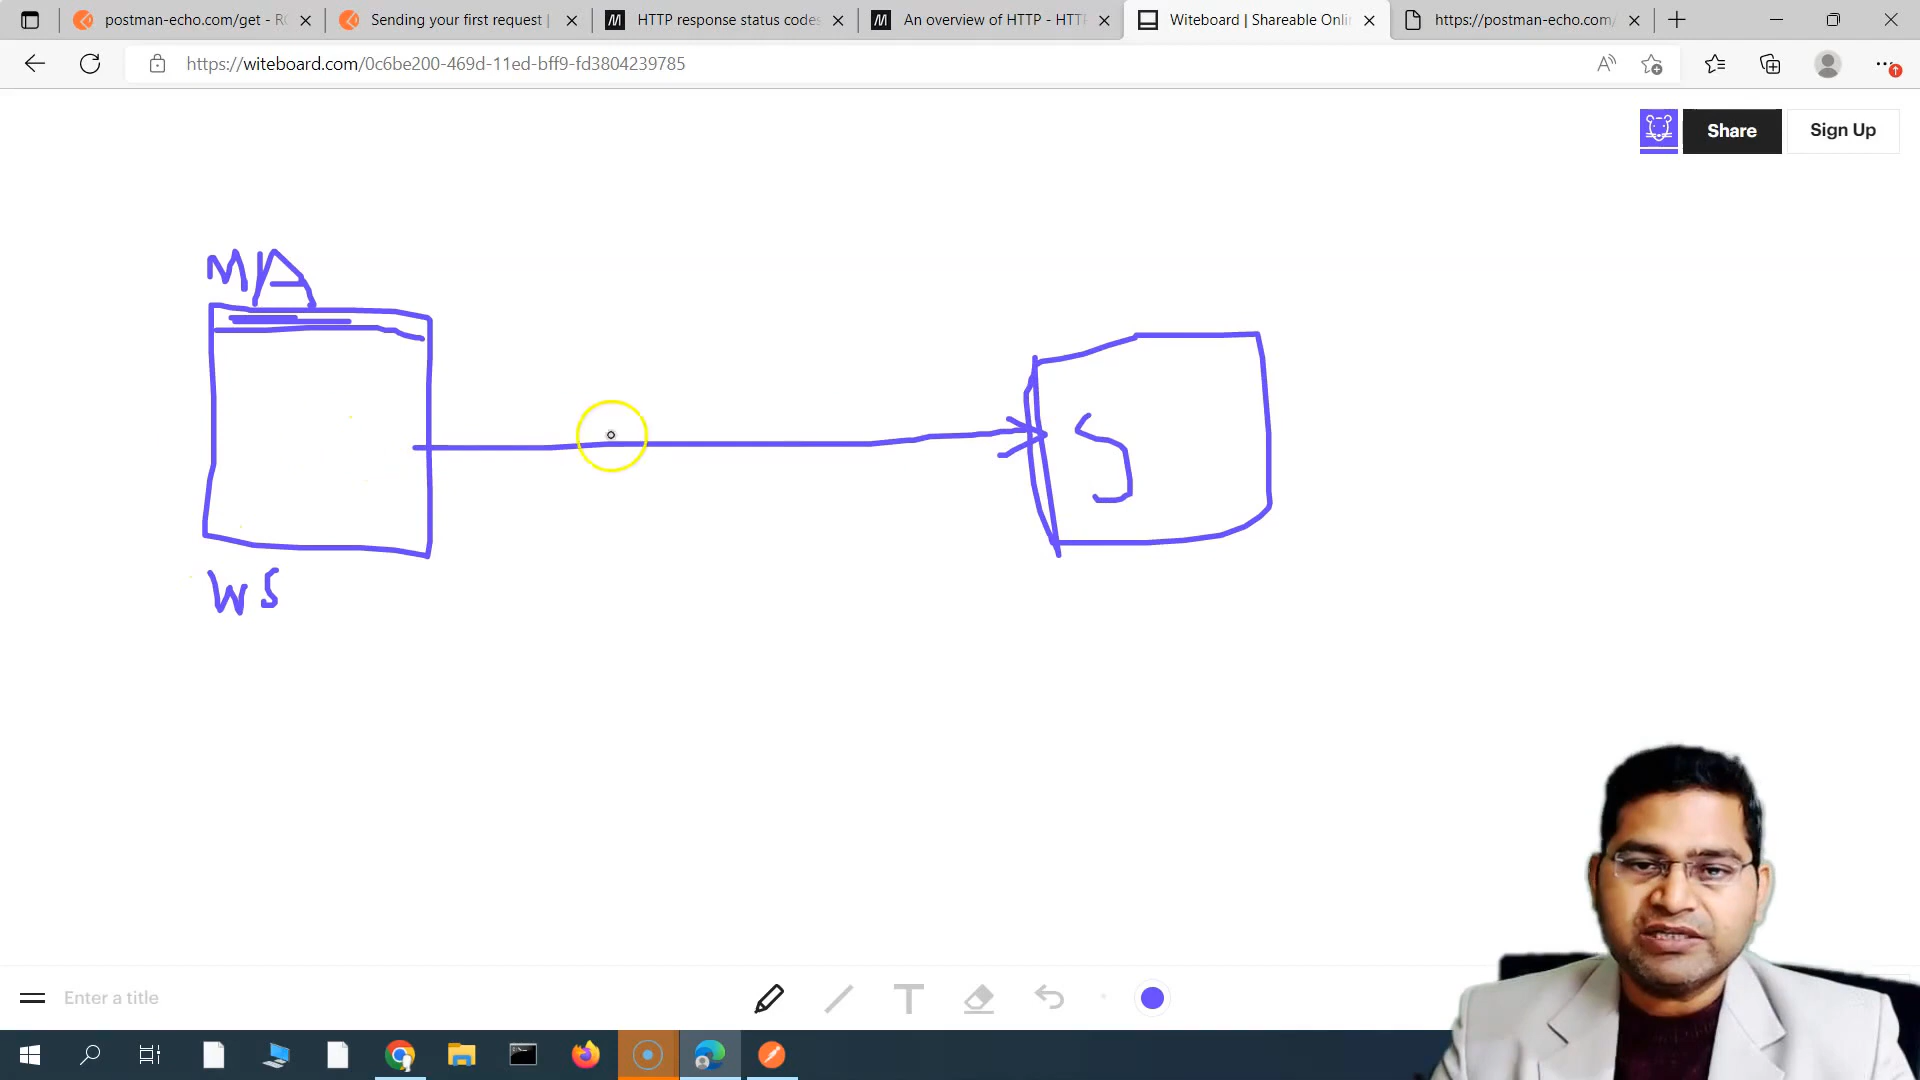 postman-echo.com/get - RC
Sending your first request |
HTTP response status codes
An overview of HTTP - HTTP
Witeboard | Shareable Onli
https://postman-echo.com/
https://witeboard.com/0c6be200-469d-11ed-bff9-fd3804239785
Share
Sign Up
MA
S
WS
Enter a title